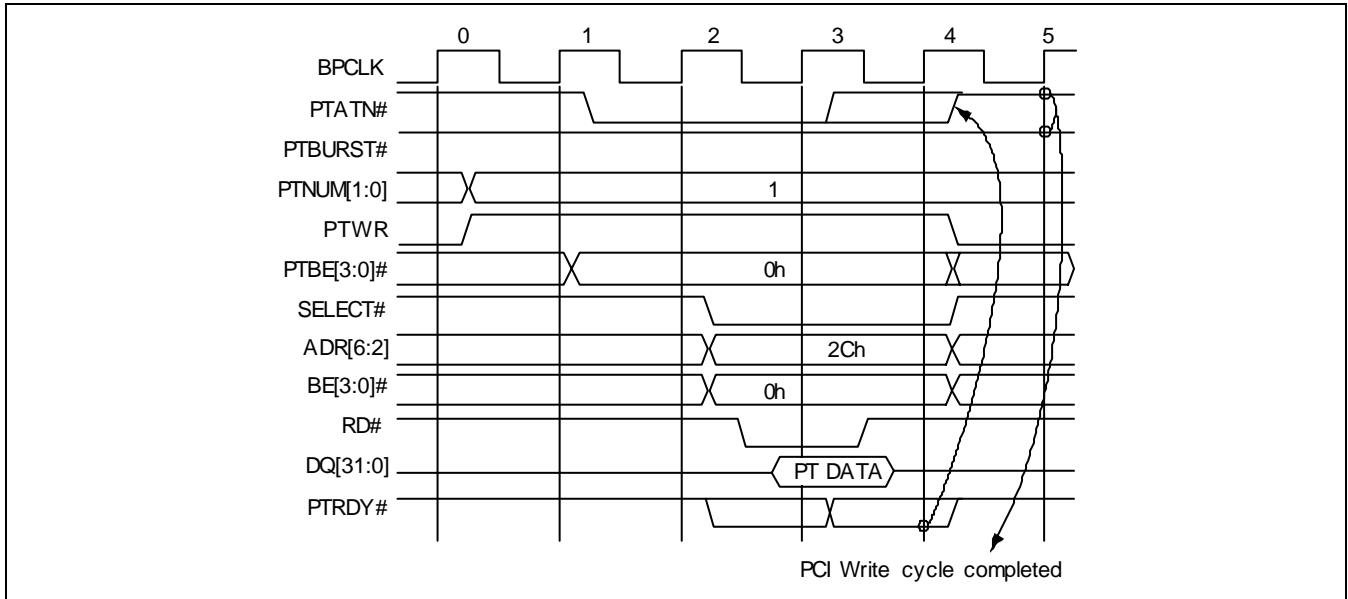 0 1 2 3 4 5
BPCLK
PTATN#
PTBURST#
PTNUM[1:0] 1
PTWR
PTBE[3:0]# 0h
SELECT#
ADR[6:2] 2Ch
BE[3:0]# 0h
RD#
DQ[31:0] PT DATA
PTRDY#
PCI Write cycle completed